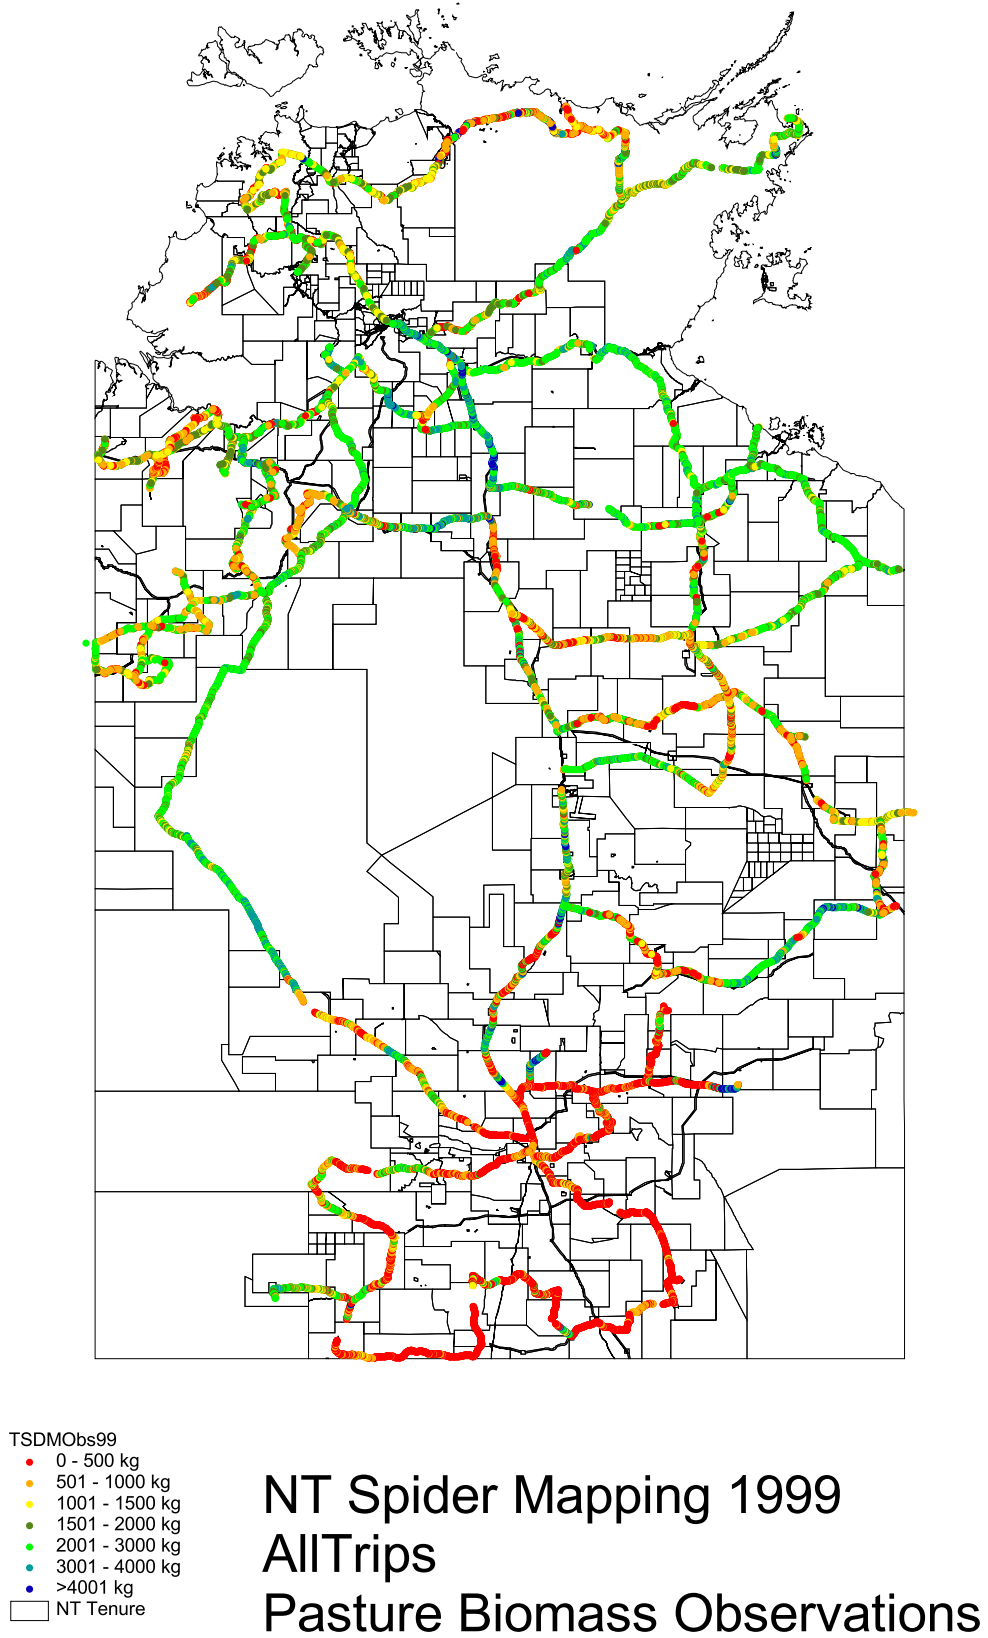 TSDMObs99
0 - 500 kg
501 - 1000 kg
1001 - 1500 kg
1501 - 2000 kg
2001 - 3000 kg
3001 - 4000 kg
>4001 kg
NT Tenure
NT Spider Mapping 1999
AllTrips
Pasture Biomass Observations